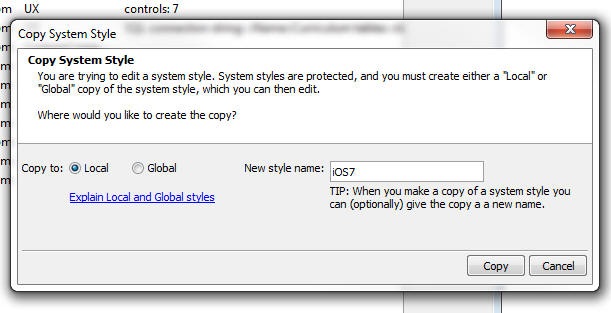 om UX controls: 7
Copy System Style
Copy System Style
You are trying to edit a system style. System styles are protected, and you must create either a "Local" or
"Global" copy of the system style, which you can then edit.
Where would you like to create the copy?
Copy to: Local Global New style name: iOS7
Explain Local and Global styles
TIP: When you make a copy of a system style you
can (optionally) give the copy a a new name.
Copy Cancel